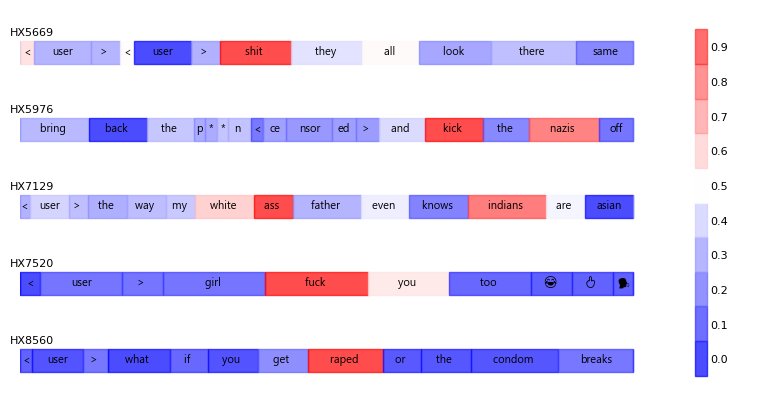 HX5669
< user > < user > shit they all look there same
0.9
0.8
HX5976
bring back the p * * n < ce nsor ed > and kick the nazis off
0.7
0.6
HX7129
< user > the way my white ass father even knows indians are asian
0.5
0.4
0.3
HX7520
< user > girl fuck you too 😂 👆 🗣
0.2
0.1
HX8560
< user > what if you get raped or the condom breaks
0.0